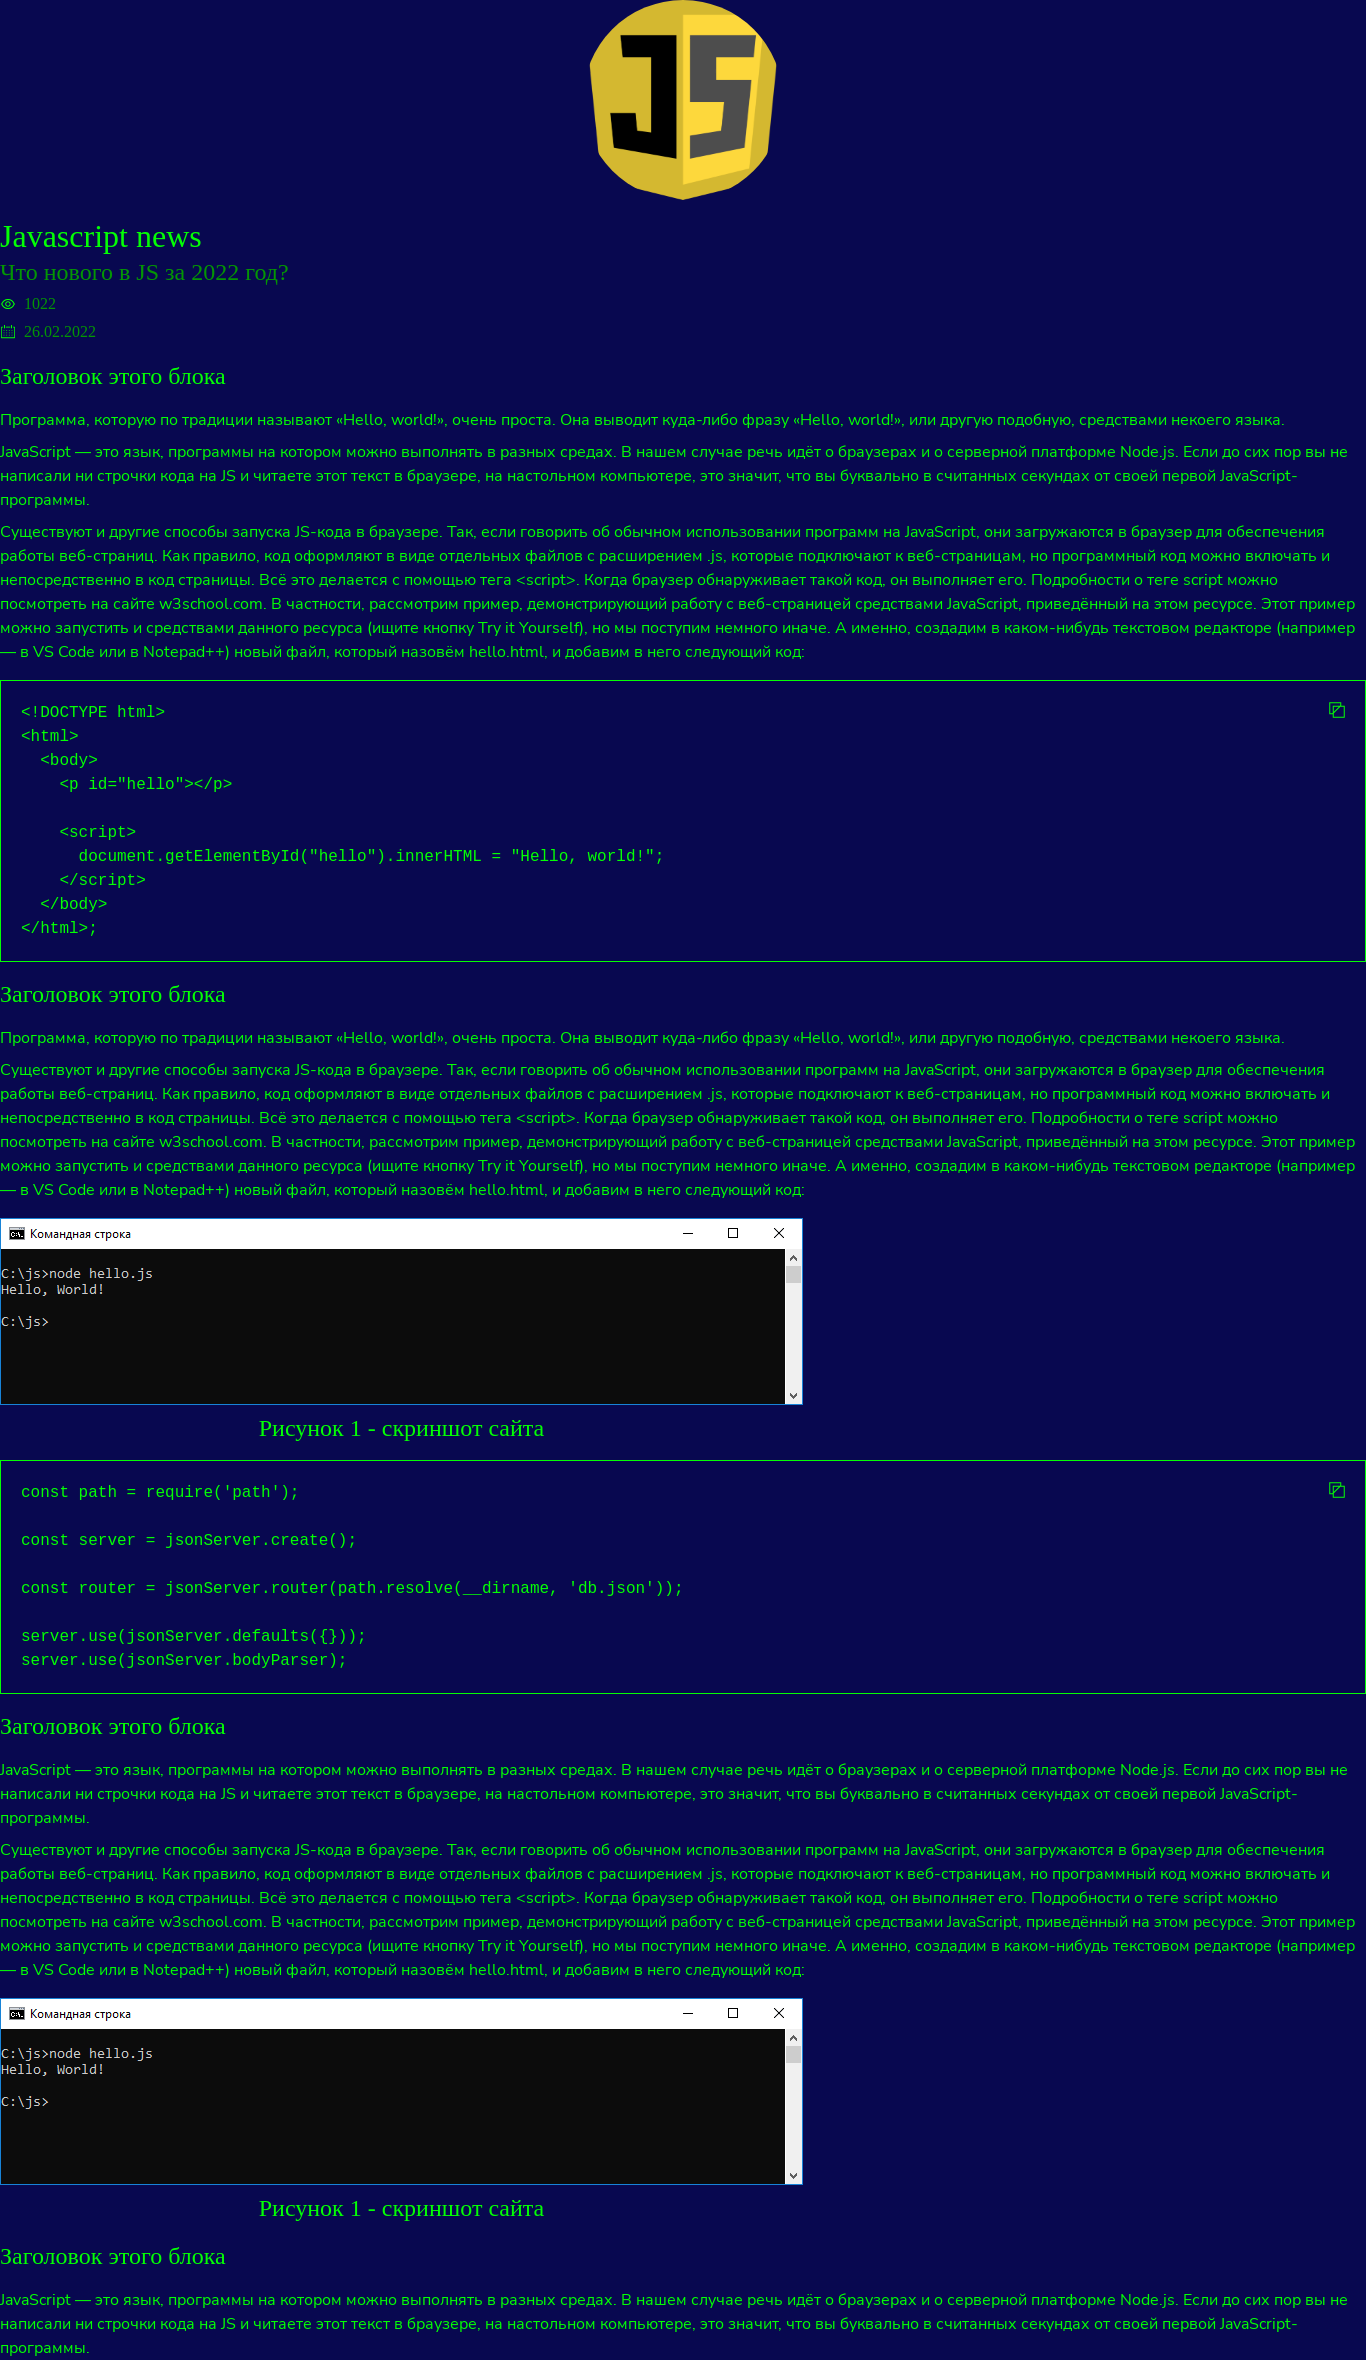 JS
Javascript news
Что нового в JS за 2022 год?
1022
26.02.2022
Заголовок этого блока
Программа, которую по традиции называют «Hello, world!», очень проста. Она выводит куда-либо фразу «Hello, world!», или другую подобную, средствами некоего языка.
JavaScript — это язык, программы на котором можно выполнять в разных средах. В нашем случае речь идёт о браузерах и о серверной платформе Node.js. Если до сих пор вы не
написали ни строчки кода на JS и читаете этот текст в браузере, на настольном компьютере, это значит, что вы буквально в считанных секундах от своей первой JavaScript-
программы.
Существуют и другие способы запуска JS-кода в браузере. Так, если говорить об обычном использовании программ на JavaScript, они загружаются в браузер для обеспечения
работы веб-страниц. Как правило, код оформляют в виде отдельных файлов с расширением .js, которые подключают к веб-страницам, но программный код можно включать и
непосредственно в код страницы. Всё это делается с помощью тега <script>. Когда браузер обнаруживает такой код, он выполняет его. Подробности о теге script можно
посмотреть на сайте w3school.com. В частности, рассмотрим пример, демонстрирующий работу с веб-страницей средствами JavaScript, приведённый на этом ресурсе. Этот пример
можно запустить и средствами данного ресурса (ищите кнопку Try it Yourself), но мы поступим немного иначе. А именно, создадим в каком-нибудь текстовом редакторе (например
— в VS Code или в Notepad++) новый файл, который назовём hello.html, и добавим в него следующий код:
<!DOCTYPE html>
<html>
  <body>
    <p id="hello"></p>
    <script>
      document.getElementById("hello").innerHTML = "Hello, world!";
    </script>
  </body>
</html>;
Заголовок этого блока
Программа, которую по традиции называют «Hello, world!», очень проста. Она выводит куда-либо фразу «Hello, world!», или другую подобную, средствами некоего языка.
Существуют и другие способы запуска JS-кода в браузере. Так, если говорить об обычном использовании программ на JavaScript, они загружаются в браузер для обеспечения
работы веб-страниц. Как правило, код оформляют в виде отдельных файлов с расширением .js, которые подключают к веб-страницам, но программный код можно включать и
непосредственно в код страницы. Всё это делается с помощью тега <script>. Когда браузер обнаруживает такой код, он выполняет его. Подробности о теге script можно
посмотреть на сайте w3school.com. В частности, рассмотрим пример, демонстрирующий работу с веб-страницей средствами JavaScript, приведённый на этом ресурсе. Этот пример
можно запустить и средствами данного ресурса (ищите кнопку Try it Yourself), но мы поступим немного иначе. А именно, создадим в каком-нибудь текстовом редакторе (например
— в VS Code или в Notepad++) новый файл, который назовём hello.html, и добавим в него следующий код:
Командная строка
C:\js>node hello.js
Hello, World!
C:\js>
Рисунок 1 - скриншот сайта
const path = require('path');
const server = jsonServer.create();
const router = jsonServer.router(path.resolve(__dirname, 'db.json'));
server.use(jsonServer.defaults({}));
server.use(jsonServer.bodyParser);
Заголовок этого блока
JavaScript — это язык, программы на котором можно выполнять в разных средах. В нашем случае речь идёт о браузерах и о серверной платформе Node.js. Если до сих пор вы не
написали ни строчки кода на JS и читаете этот текст в браузере, на настольном компьютере, это значит, что вы буквально в считанных секундах от своей первой JavaScript-
программы.
Существуют и другие способы запуска JS-кода в браузере. Так, если говорить об обычном использовании программ на JavaScript, они загружаются в браузер для обеспечения
работы веб-страниц. Как правило, код оформляют в виде отдельных файлов с расширением .js, которые подключают к веб-страницам, но программный код можно включать и
непосредственно в код страницы. Всё это делается с помощью тега <script>. Когда браузер обнаруживает такой код, он выполняет его. Подробности о теге script можно
посмотреть на сайте w3school.com. В частности, рассмотрим пример, демонстрирующий работу с веб-страницей средствами JavaScript, приведённый на этом ресурсе. Этот пример
можно запустить и средствами данного ресурса (ищите кнопку Try it Yourself), но мы поступим немного иначе. А именно, создадим в каком-нибудь текстовом редакторе (например
— в VS Code или в Notepad++) новый файл, который назовём hello.html, и добавим в него следующий код:
Командная строка
C:\js>node hello.js
Hello, World!
C:\js>
Рисунок 1 - скриншот сайта
Заголовок этого блока
JavaScript — это язык, программы на котором можно выполнять в разных средах. В нашем случае речь идёт о браузерах и о серверной платформе Node.js. Если до сих пор вы не
написали ни строчки кода на JS и читаете этот текст в браузере, на настольном компьютере, это значит, что вы буквально в считанных секундах от своей первой JavaScript-
программы.